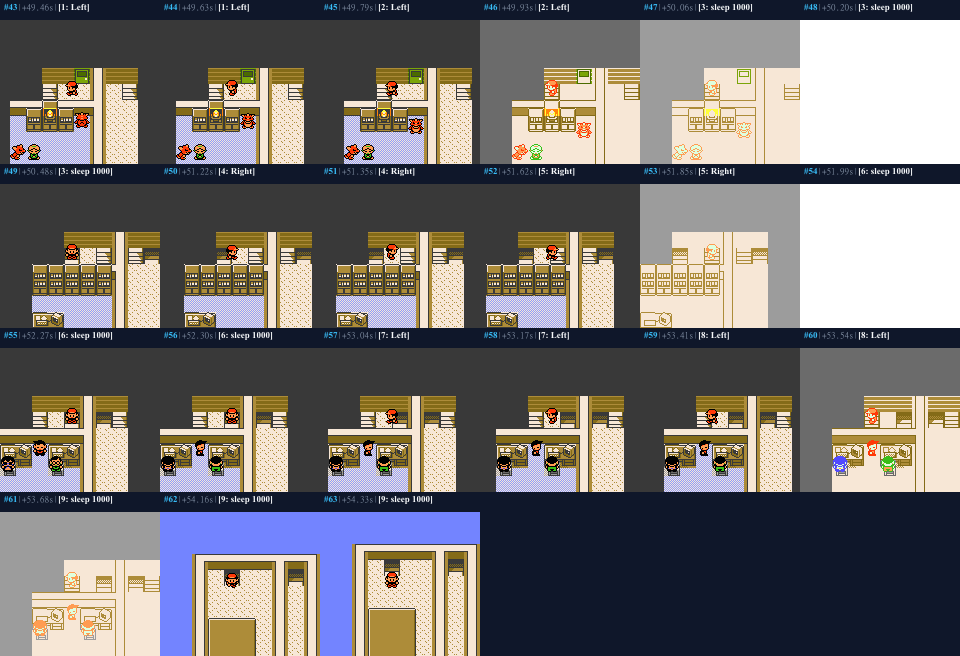 #43|+49.46s|[1: Left]
#44|+49.63s|[1: Left]
#45|+49.79s|[2: Left]
#46|+49.93s|[2: Left]
#47|+50.06s|[3: sleep 1000]
#48|+50.20s|[3: sleep 1000]
#49|+50.48s|[3: sleep 1000]
#50|+51.22s|[4: Right]
#51|+51.35s|[4: Right]
#52|+51.62s|[5: Right]
#53|+51.85s|[5: Right]
#54|+51.99s|[6: sleep 1000]
#55|+52.27s|[6: sleep 1000]
#56|+52.30s|[6: sleep 1000]
#57|+53.04s|[7: Left]
#58|+53.17s|[7: Left]
#59|+53.41s|[8: Left]
#60|+53.54s|[8: Left]
#61|+53.68s|[9: sleep 1000]
#62|+54.16s|[9: sleep 1000]
#63|+54.33s|[9: sleep 1000]